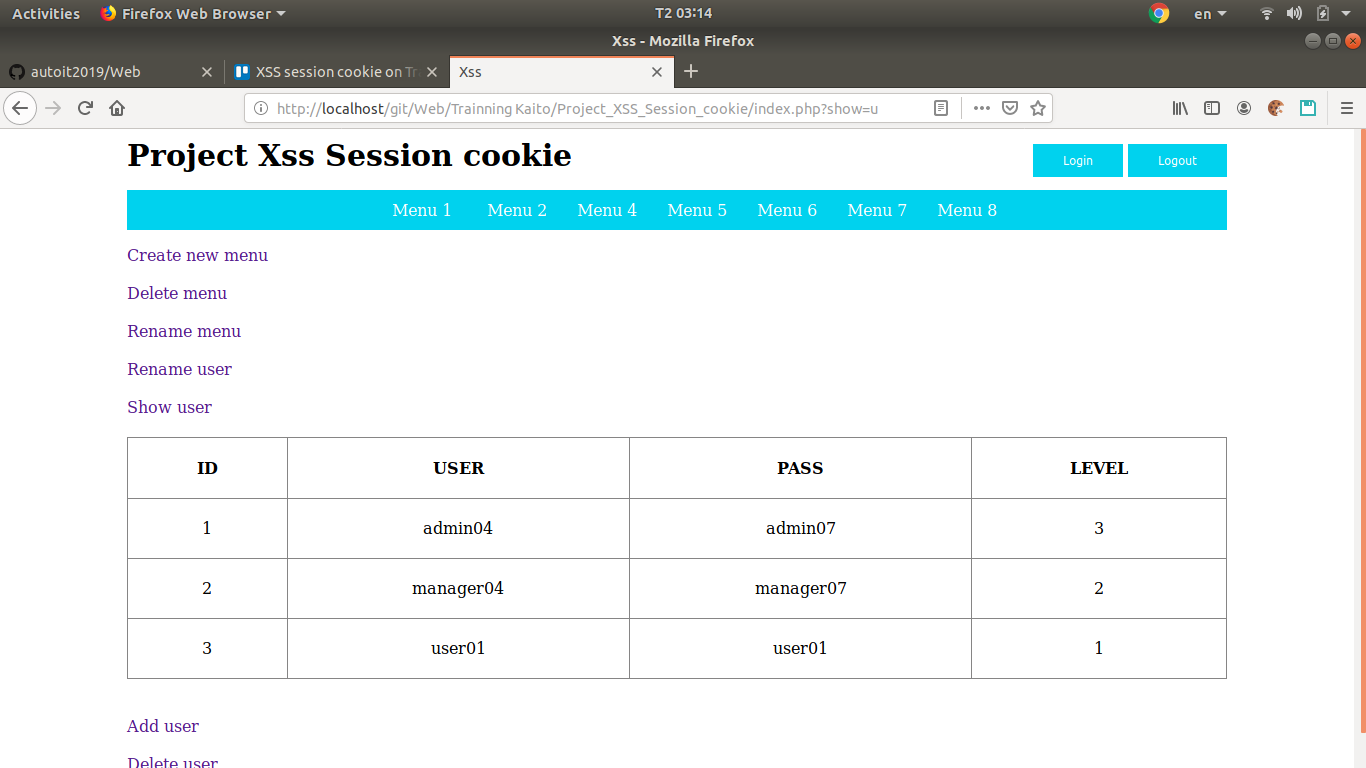 Activities Firefox Web Browser T2 03:14 en
Xss - Mozilla Firefox
autoit2019/Web XSS session cookie on Tr Xss
http://localhost/git/Web/Trainning Kaito/Project_XSS_Session_cookie/index.php?show=u
Project Xss Session cookie Login Logout
Menu 1 Menu 2 Menu 4 Menu 5 Menu 6 Menu 7 Menu 8
Create new menu
Delete menu
Rename menu
Rename user
Show user
ID USER PASS LEVEL
1 admin04 admin07 3
2 manager04 manager07 2
3 user01 user01 1
Add user
Delete user